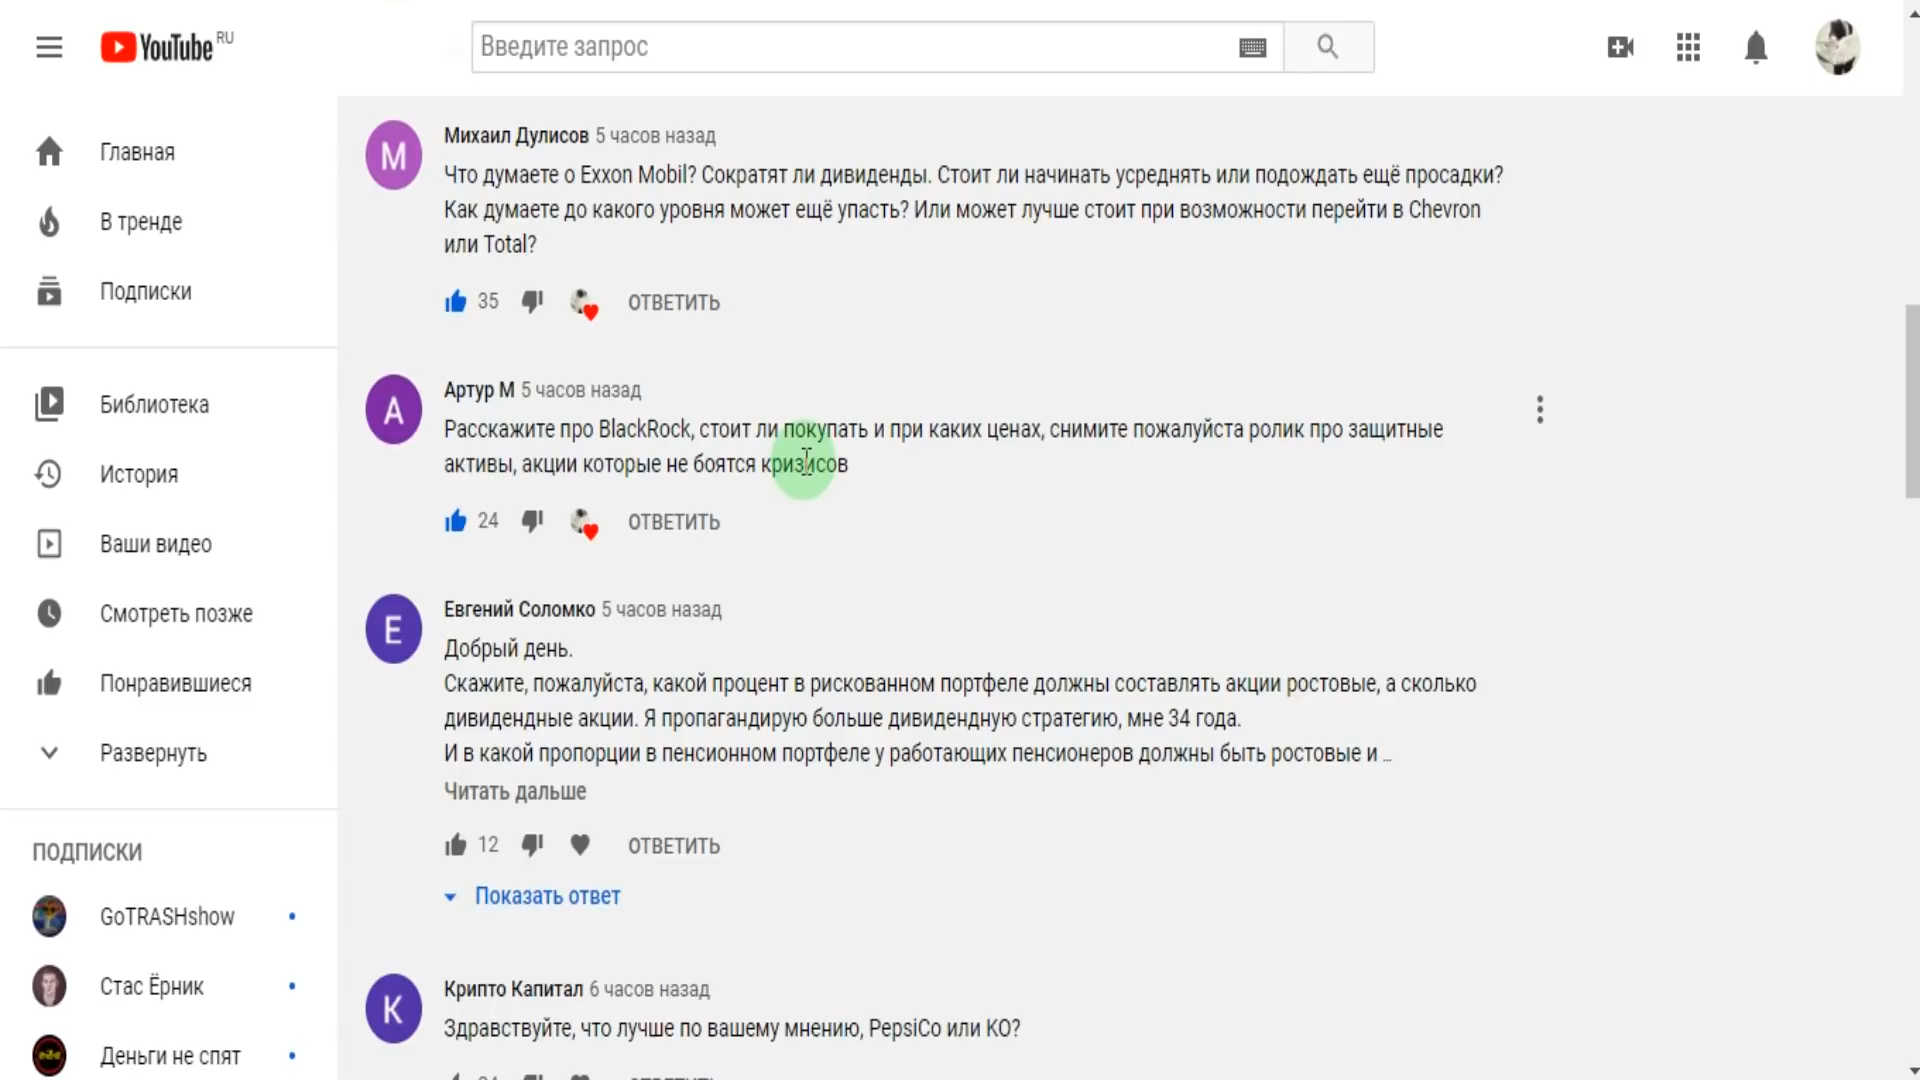 YouTube RU
Введите запрос
Главная
В тренде
Подписки
Библиотека
История
Ваши видео
Смотреть позже
Понравившиеся
Развернуть
ПОДПИСКИ
GoTRASHshow
Стас Ёрник
Деньги не спят
М
Михаил Дулисов 5 часов назад
Что думаете о Exxon Mobil? Сократят ли дивиденды. Стоит ли начинать усреднять или подождать ещё просадки?
Как думаете до какого уровня может ещё упасть? Или может лучше стоит при возможности перейти в Chevron
или Total?
35 ОТВЕТИТЬ
А
Артур М 5 часов назад
Расскажите про BlackRock, стоит ли покупать и при каких ценах, снимите пожалуйста ролик про защитные
активы, акции которые не боятся кризисов
24 ОТВЕТИТЬ
Е
Евгений Соломко 5 часов назад
Добрый день.
Скажите, пожалуйста, какой процент в рискованном портфеле должны составлять акции ростовые, а сколько
дивидендные акции. Я пропагандирую больше дивидендную стратегию, мне 34 года.
И в какой пропорции в пенсионном портфеле у работающих пенсионеров должны быть ростовые и ...
Читать дальше
12 ОТВЕТИТЬ
Показать ответ
К
Крипто Капитал 6 часов назад
Здравствуйте, что лучше по вашему мнению, PepsiCo или КО?